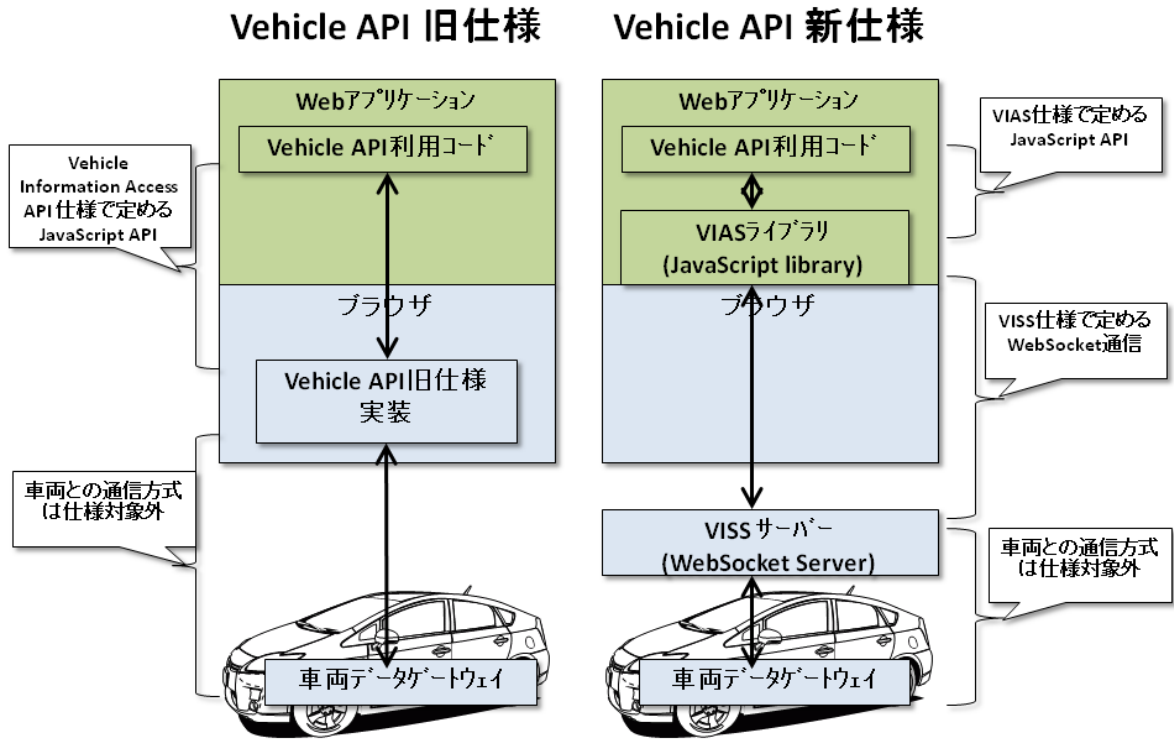 Vehicle API 旧仕様
Webアプリケーション
Vehicle API利用コード
Vehicle
Information Access
API 仕様で定める
JavaScript API
ブラウザ
Vehicle API旧仕様
実装
車両との通信方式
は仕様対象外
車両データゲートウェイ
Vehicle API 新仕様
Webアプリケーション
Vehicle API利用コード
VIAS仕様で定める
JavaScript API
VIASライブラリ
(JavaScript library)
ブラウザ
VISS仕様で定める
WebSocket通信
VISS サーバー
(WebSocket Server)
車両との通信方式
は仕様対象外
車両データゲートウェイ